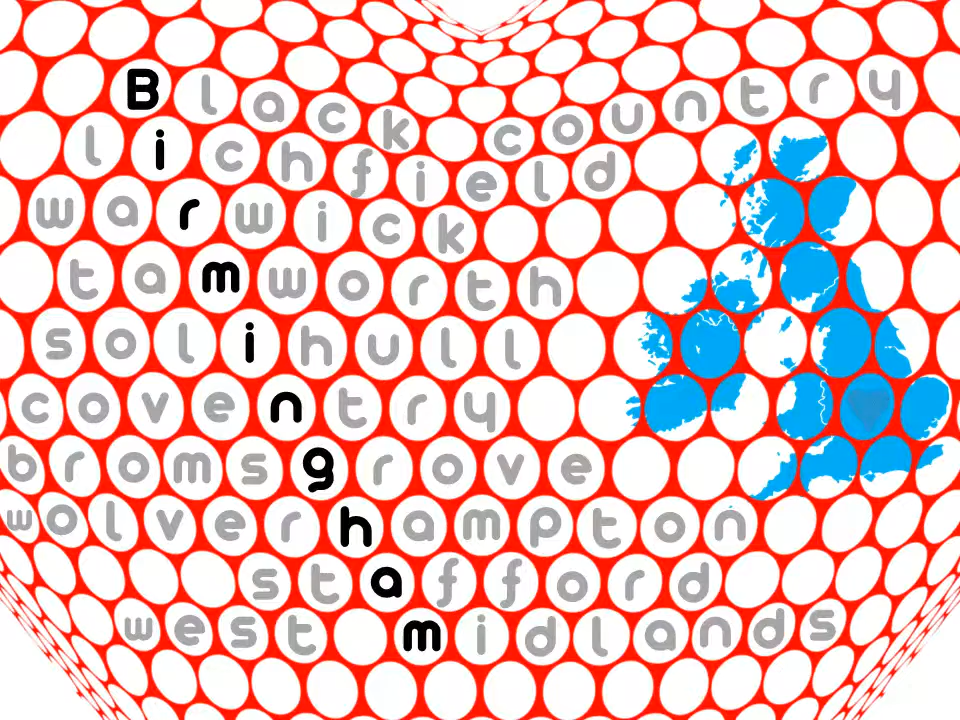 Black country
lichfield
warwick
tamworth
solihull
coventry
bromsgrove
wolverhampton
stafford
west midlands